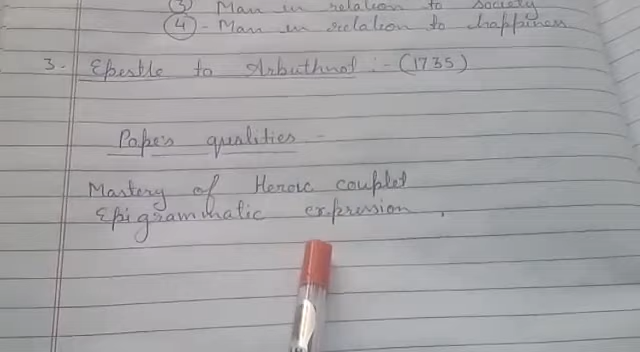 (3) Man in relation to society
(4) - Man in relation to happiness
3. Epestle to Arbuthnot :- (1735)
Pope's qualities -
Mastery of Heroic couplet
Epigrammatic expression.